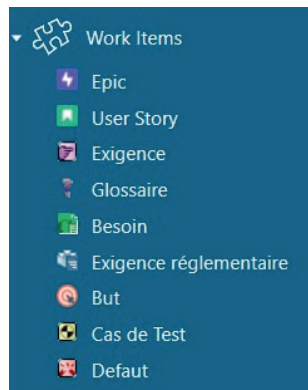 Work Items
Epic
User Story
Exigence
Glossaire
Besoin
Exigence réglementaire
But
Cas de Test
Defaut